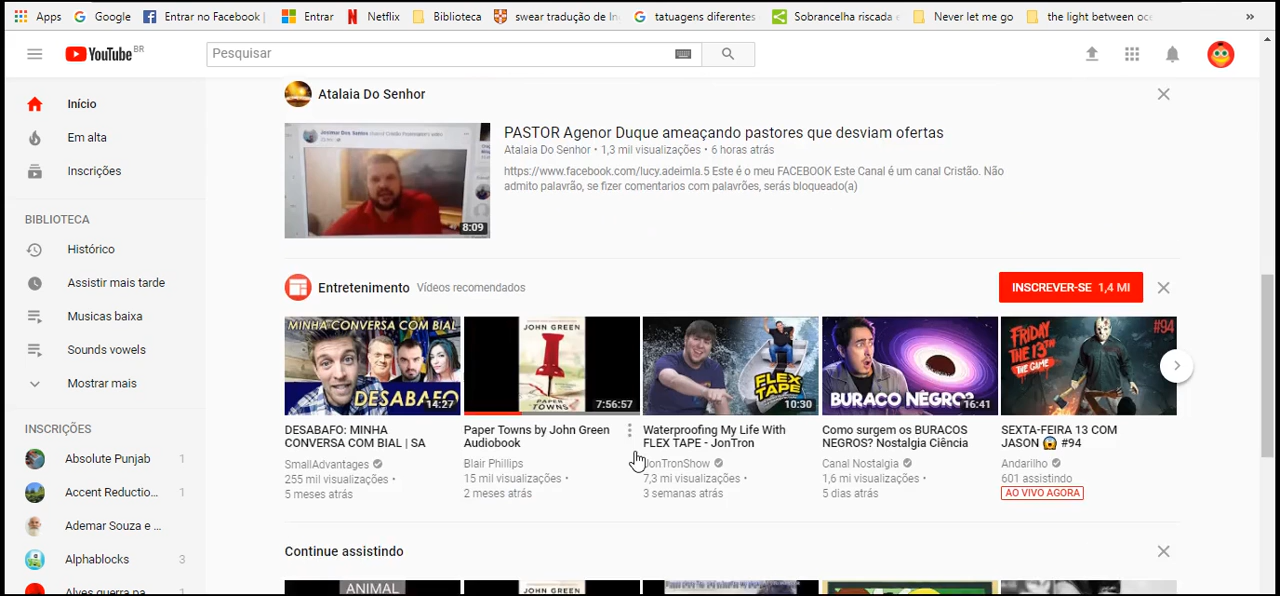 Apps Google Entrar no Facebook Entrar Netflix Biblioteca swear tradução de In tatuagens diferentes Sobrancelha riscada Never let me go the light between oce »
YouTube BR
Pesquisar
Início
Em alta
Inscrições
BIBLIOTECA
Histórico
Assistir mais tarde
Musicas baixa
Sounds vowels
Mostrar mais
INSCRIÇÕES
Absolute Punjab 1
Accent Reductio... 1
Ademar Souza e ...
Alphablocks 3
Alves guerra pa...
Atalaia Do Senhor
8:09
PASTOR Agenor Duque ameaçando pastores que desviam ofertas
Atalaia Do Senhor • 1,3 mil visualizações • 6 horas atrás
https://www.facebook.com/lucy.adeimla.5 Este é o meu FACEBOOK Este Canal é um canal Cristão. Não
admito palavrão, se fizer comentarios com palavrões, serás bloqueado(a)
Entretenimento Vídeos recomendados
INSCREVER-SE 1,4 MI
MINHA CONVERSA COM BIAL
DESABAFO
14:27
DESABAFO: MINHA
CONVERSA COM BIAL | SA
SmallAdvantages
255 mil visualizações •
5 meses atrás
JOHN GREEN
PAPER TOWNS
7:56:57
Paper Towns by John Green
Audiobook
Blair Phillips
15 mil visualizações •
2 meses atrás
FLEX
TAPE
10:30
Waterproofing My Life With
FLEX TAPE - JonTron
JonTronShow
7,3 mi visualizações •
3 semanas atrás
BURACO NEGRO?
16:41
Como surgem os BURACOS
NEGROS? Nostalgia Ciência
Canal Nostalgia
1,6 mi visualizações •
5 dias atrás
FRIDAY
THE 13TH
THE GAME
#94
SEXTA-FEIRA 13 COM
JASON 😱 #94
Andarilho
601 assistindo
AO VIVO AGORA
Continue assistindo
ANIMAL
JOHN GREEN